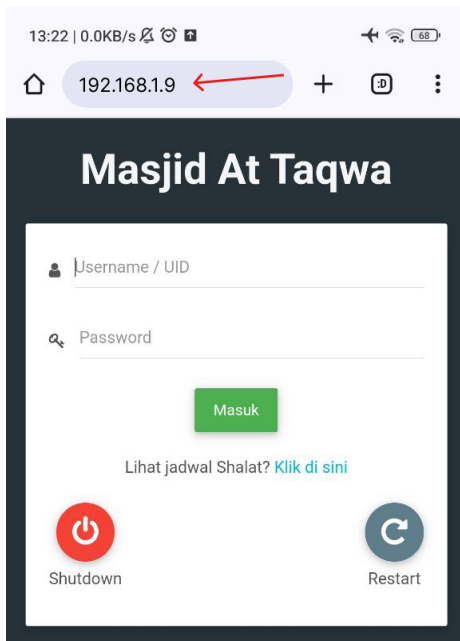 13:22 | 0.0KB/s
68
192.168.1.9
:D
Masjid At Taqwa
Username / UID
Password
Masuk
Lihat jadwal Shalat? Klik di sini
Shutdown
Restart